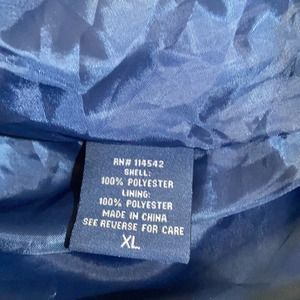 RN# 114542
SHELL:
100% POLYESTER
LINING:
100% POLYESTER
MADE IN CHINA
SEE REVERSE FOR CARE
XL